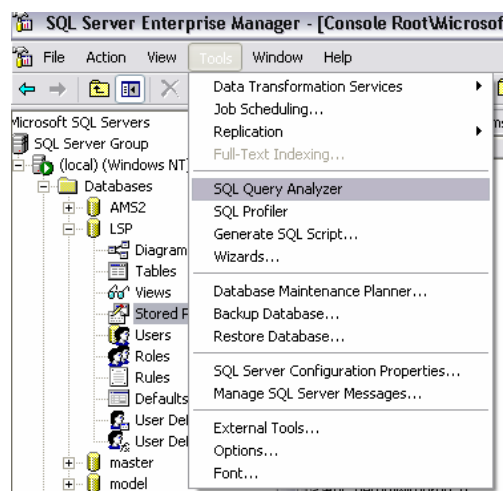 SQL Server Enterprise Manager - [Console Root\Microsof
File Action View Tools Window Help
Microsoft SQL Servers
SQL Server Group
(local) (Windows NT)
Databases
AMS2
LSP
Diagram
Tables
Views
Stored P
Users
Roles
Rules
Defaults
User Def
User Def
master
model
Data Transformation Services
Job Scheduling...
Replication
Full-Text Indexing...
SQL Query Analyzer
SQL Profiler
Generate SQL Script...
Wizards...
Database Maintenance Planner...
Backup Database...
Restore Database...
SQL Server Configuration Properties...
Manage SQL Server Messages...
External Tools...
Options...
Font...